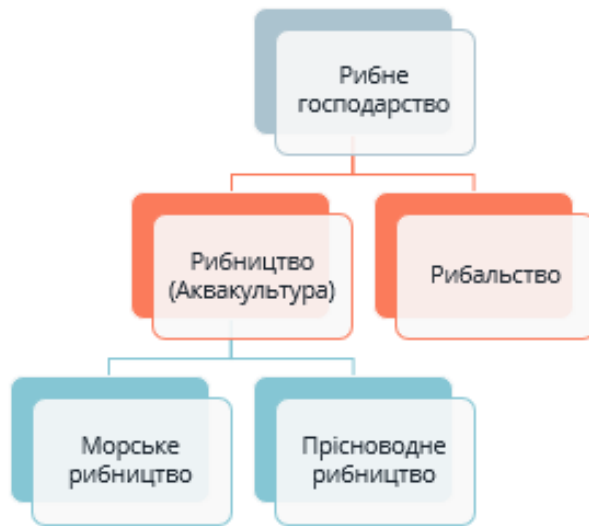 Рибне
господарство
Рибництво
(Аквакультура)
Рибальство
Морське
рибництво
Прісноводне
рибництво